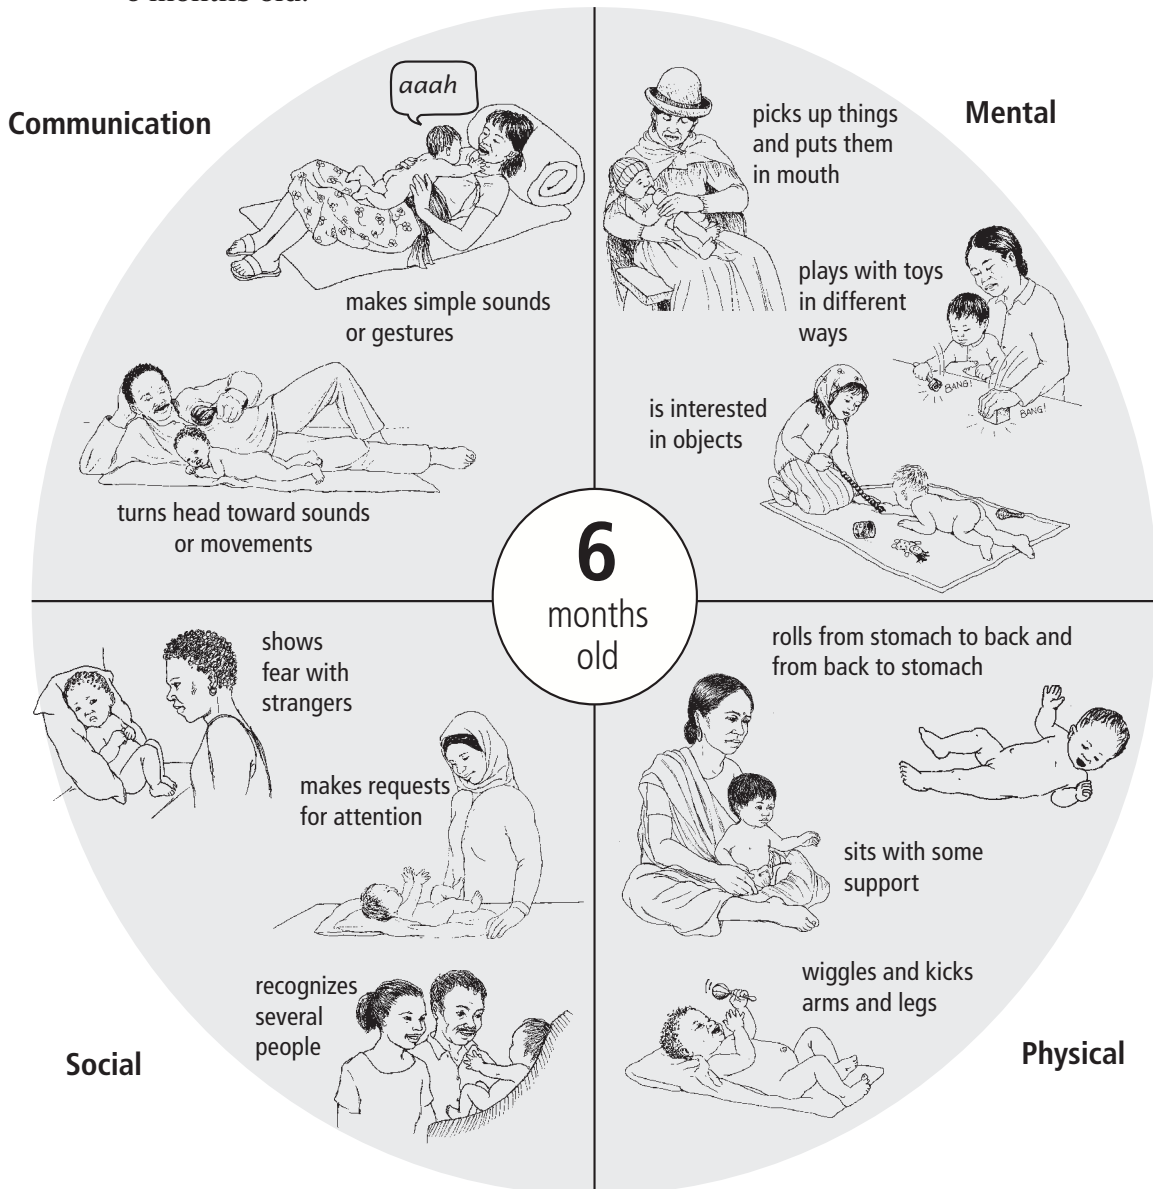 6 months old.
Communication
aaah
makes simple sounds
or gestures
turns head toward sounds
or movements
Mental
picks up things
and puts them
in mouth
plays with toys
in different
ways
BANG!
BANG!
is interested
in objects
6
months
old
shows
fear with
strangers
makes requests
for attention
recognizes
several
people
Social
rolls from stomach to back and
from back to stomach
sits with some
support
wiggles and kicks
arms and legs
Physical